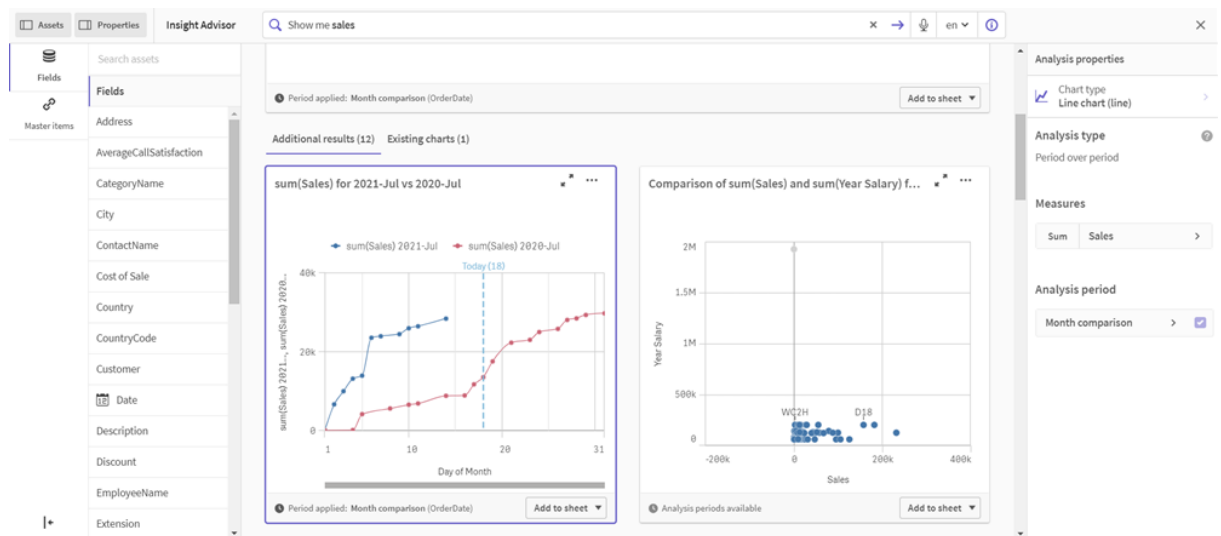 Assets Properties Insight Advisor Show me sales en
Fields
Master items
Search assets
Fields
Address
AverageCallSatisfaction
CategoryName
City
ContactName
Cost of Sale
Country
CountryCode
Customer
Date
Description
Discount
EmployeeName
Extension
Period applied: Month comparison (OrderDate) Add to sheet
Additional results (12) Existing charts (1)
sum(Sales) for 2021-Jul vs 2020-Jul
sum(Sales) 2021-Jul sum(Sales) 2020-Jul
Today (18)
sum(Sales) 2021..., sum(Sales) 2020...
40k
20k
0
1 10 20 31
Day of Month
Period applied: Month comparison (OrderDate) Add to sheet
Comparison of sum(Sales) and sum(Year Salary) f...
Year Salary
2M
1.5M
1M
500k
0
WC2H D18
-200k 0 200k 400k
Sales
Analysis periods available Add to sheet
Analysis properties
Chart type
Line chart (line)
Analysis type
Period over period
Measures
Sum Sales
Analysis period
Month comparison